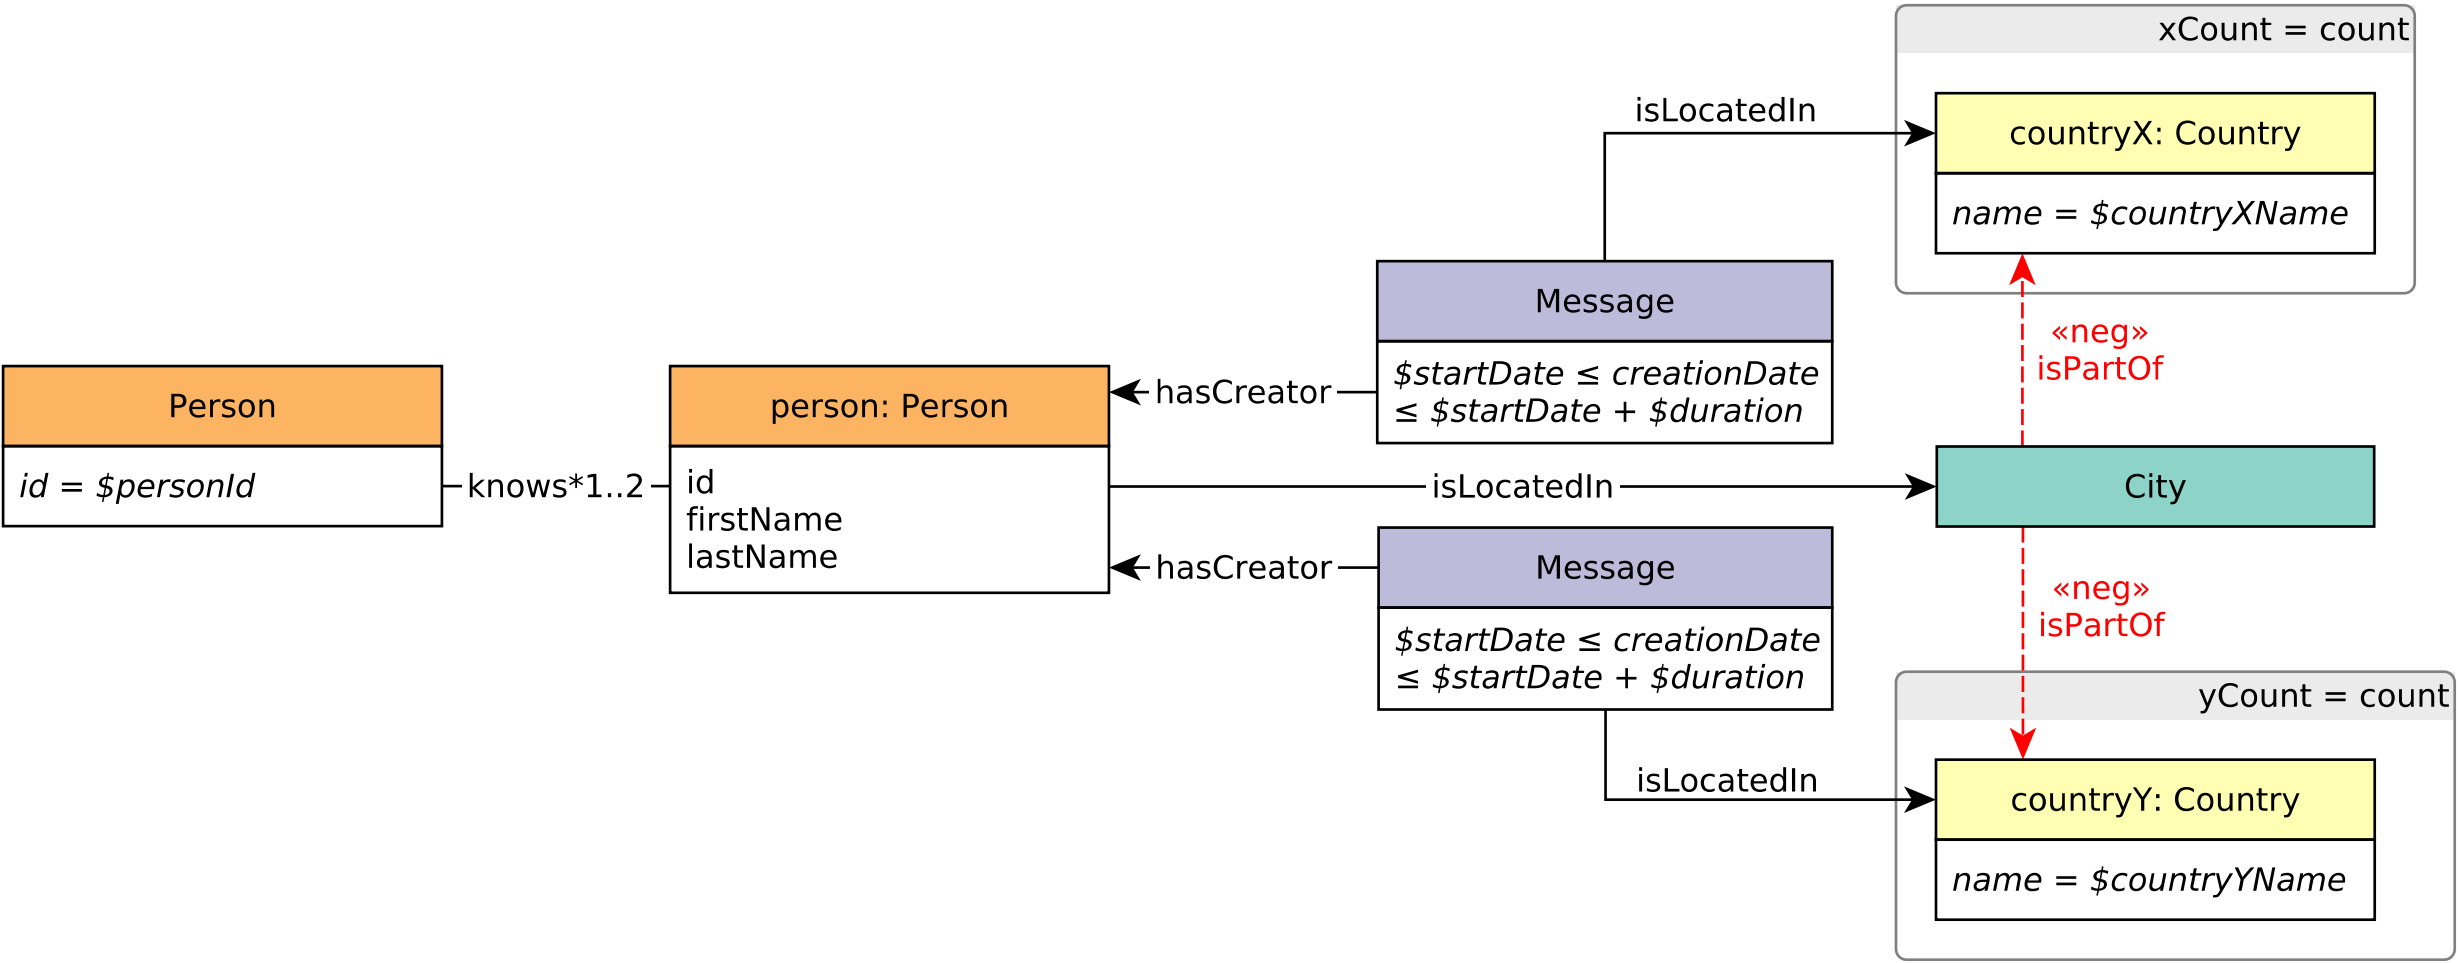 xCount = count
isLocatedIn
countryX: Country
name = $countryXName
Message
$startDate ≤ creationDate
≤ $startDate + $duration
«neg»
isPartOf
Person
id = $personId
knows*1..2
person: Person
id
firstName
lastName
hasCreator
isLocatedIn
City
hasCreator
Message
$startDate ≤ creationDate
≤ $startDate + $duration
«neg»
isPartOf
yCount = count
isLocatedIn
countryY: Country
name = $countryYName